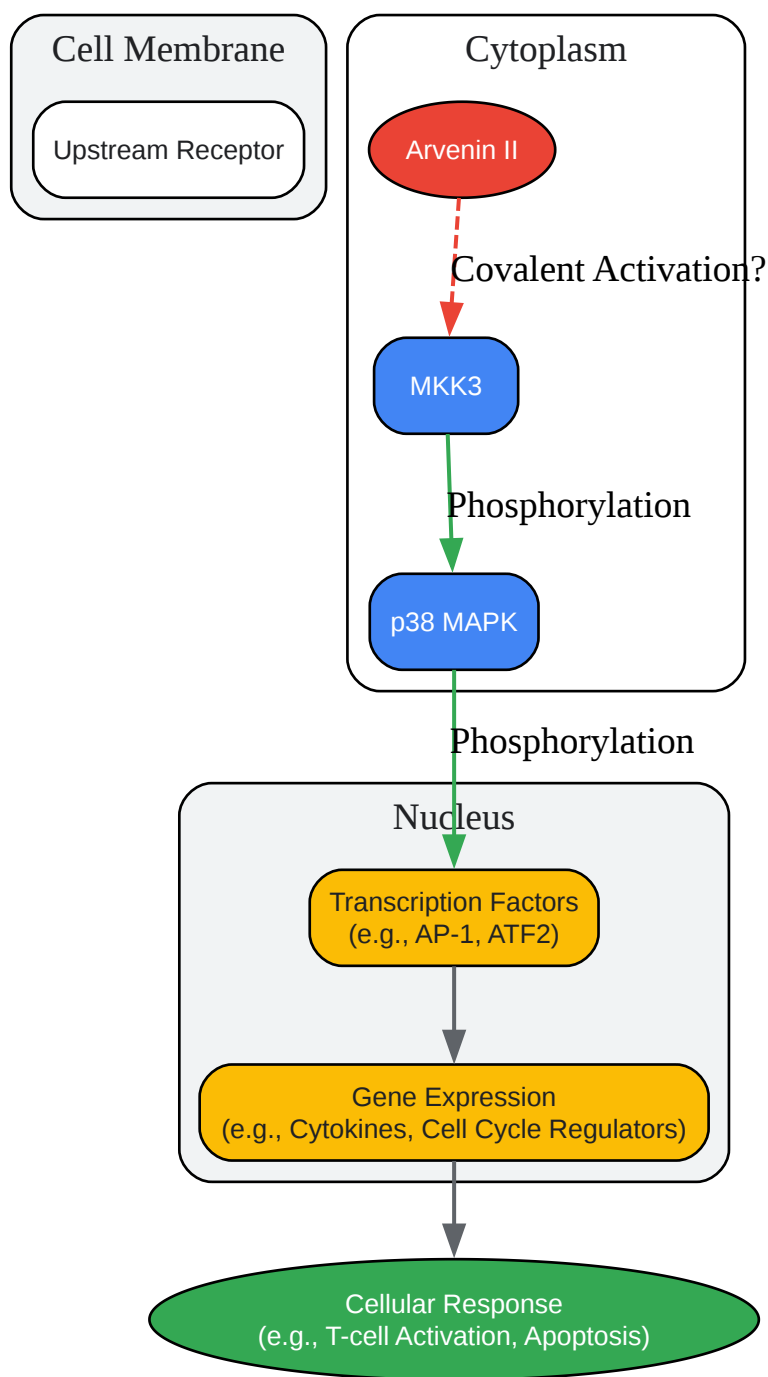 Cell Membrane
Upstream Receptor
Cytoplasm
Arvenin II
Covalent Activation?
MKK3
Phosphorylation
p38 MAPK
Phosphorylation
Nucleus
Transcription Factors
(e.g., AP-1, ATF2)
Gene Expression
(e.g., Cytokines, Cell Cycle Regulators)
Cellular Response
(e.g., T-cell Activation, Apoptosis)